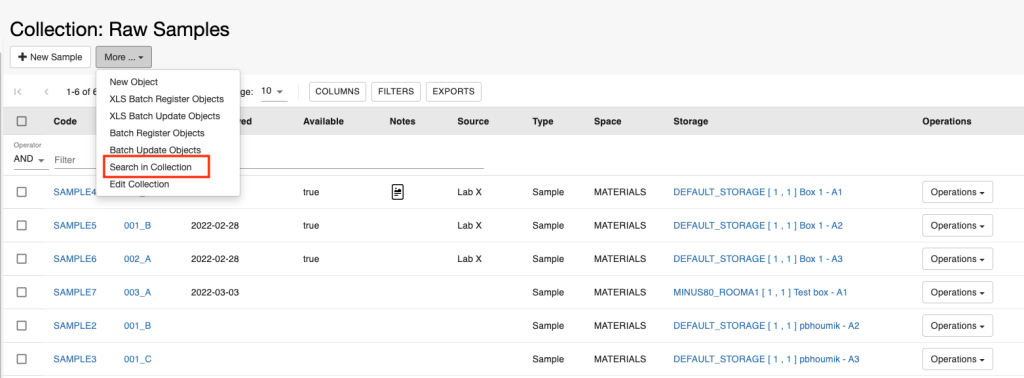 Collection: Raw Samples
+ New Sample More ...
New Object
XLS Batch Register Objects
XLS Batch Update Objects
Batch Register Objects
Batch Update Objects
Search in Collection
Edit Collection
1-6 of 6 ge: 10 COLUMNS FILTERS EXPORTS
Code ved Available Notes Source Type Space Storage Operations
Operator
AND Filter
SAMPLE4 true Lab X Sample MATERIALS DEFAULT_STORAGE [ 1 , 1 ] Box 1 - A1 Operations
SAMPLE5 001_B 2022-02-28 true Lab X Sample MATERIALS DEFAULT_STORAGE [ 1 , 1 ] Box 1 - A2 Operations
SAMPLE6 002_A 2022-02-28 true Lab X Sample MATERIALS DEFAULT_STORAGE [ 1 , 1 ] Box 1 - A3 Operations
SAMPLE7 003_A 2022-03-03 Sample MATERIALS MINUS80_ROOMA1 [ 1 , 1 ] Test box - A1 Operations
SAMPLE2 001_B Sample MATERIALS DEFAULT_STORAGE [ 1 , 1 ] pbhoumik - A2 Operations
SAMPLE3 001_C Sample MATERIALS DEFAULT_STORAGE [ 1 , 1 ] pbhoumik - A3 Operations